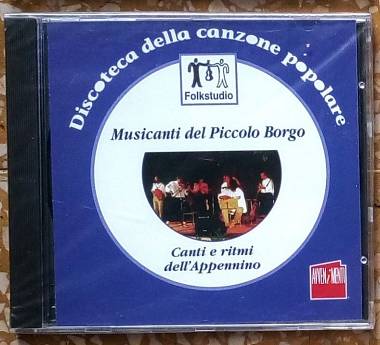 Discoteca della canzone popolare
Folkstudio
Musicanti del Piccolo Borgo
Canti e ritmi
dell'Appennino
AVVENIMENTI